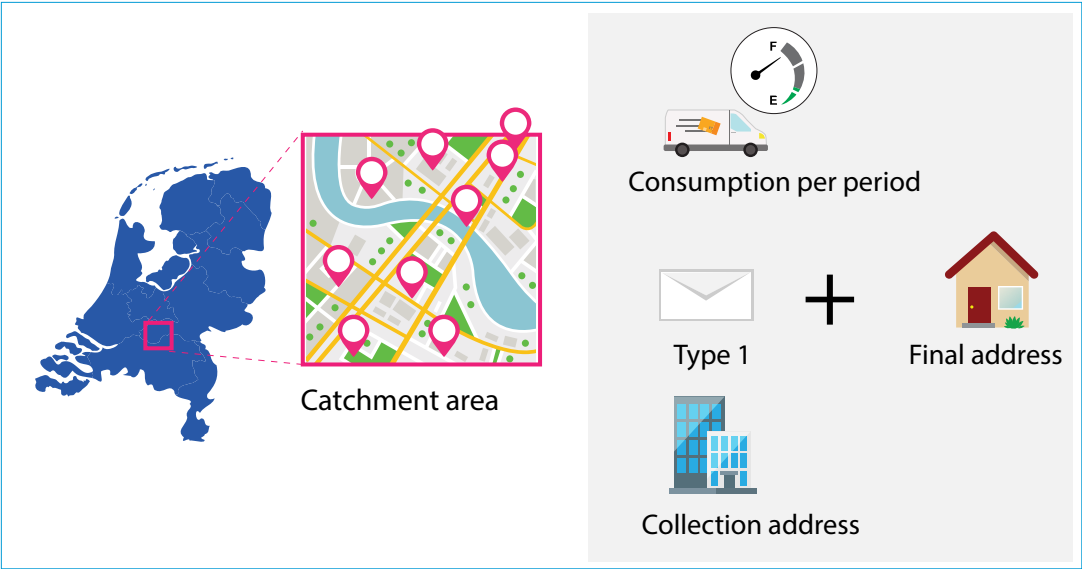 Catchment area
F
E
Consumption per period
Type 1
+
Final address
Collection address